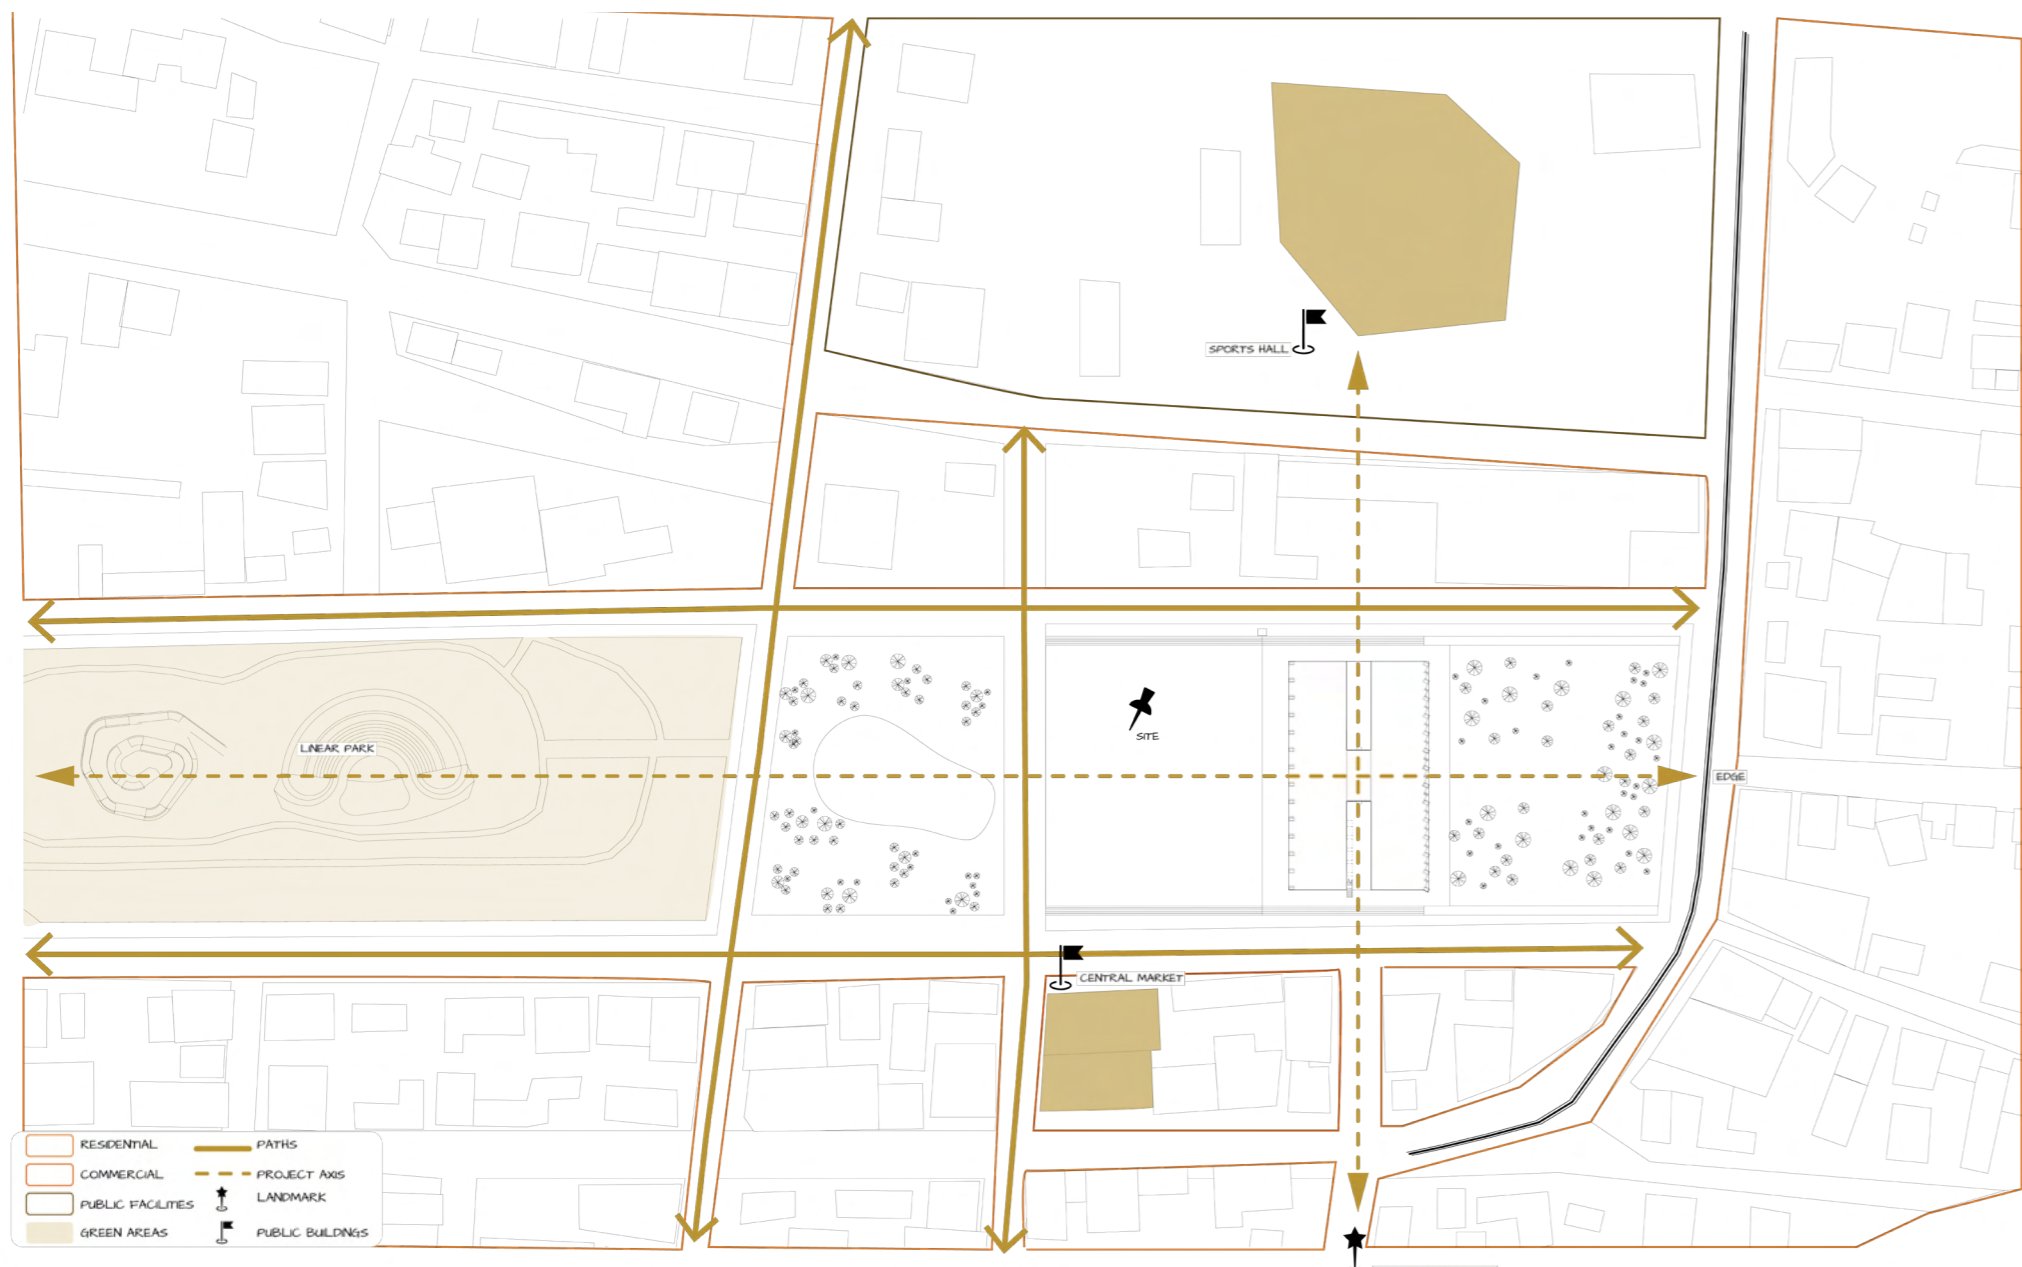 SPORTS HALL
LINEAR PARK
SITE
EDGE
CENTRAL MARKET
RESIDENTIAL
PATHS
COMMERCIAL
PROJECT AXIS
LANDMARK
PUBLIC FACILITIES
GREEN AREAS
PUBLIC BUILDINGS